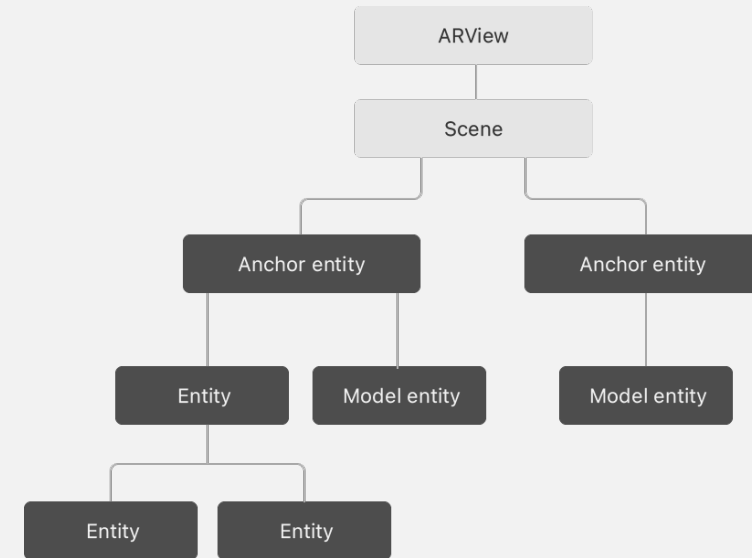 ARView
Scene
Anchor entity
Anchor entity
Entity
Model entity
Model entity
Entity
Entity